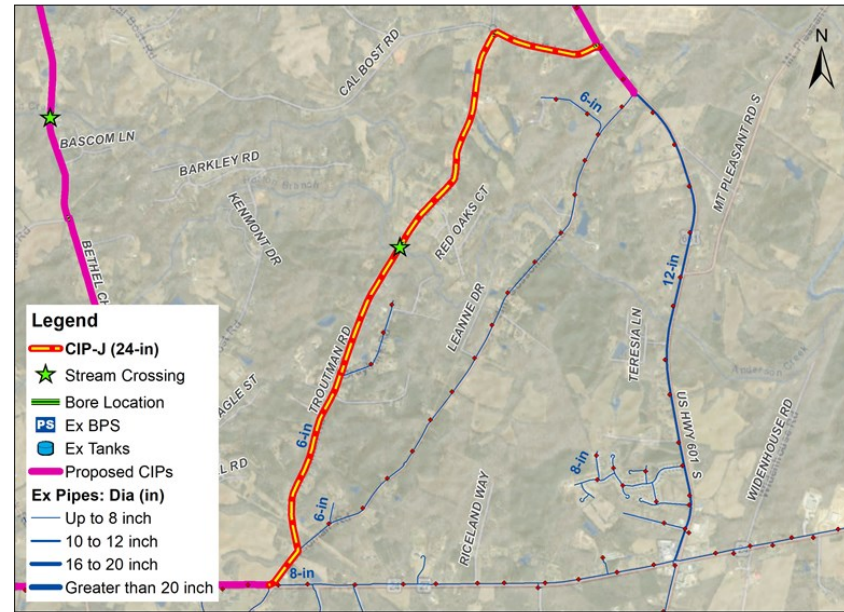 N
CAL BOST RD
MT PLEASANT RD S
6-in
BASCOM LN
BARKLEY RD
KENMONT DR
RED OAKS CT
BETHEL CH
12-in
LEANNE DR
TERESIA LN
TROUTMAN RD
US HWY 601 S
WIDENHOUSE RD
AGLE ST
6-in
8-in
L RD
6-in
RICELAND WAY
8-in
Legend
CIP-J (24-in)
Stream Crossing
Bore Location
PS Ex BPS
Ex Tanks
Proposed CIPs
Ex Pipes: Dia (in)
Up to 8 inch
10 to 12 inch
16 to 20 inch
Greater than 20 inch